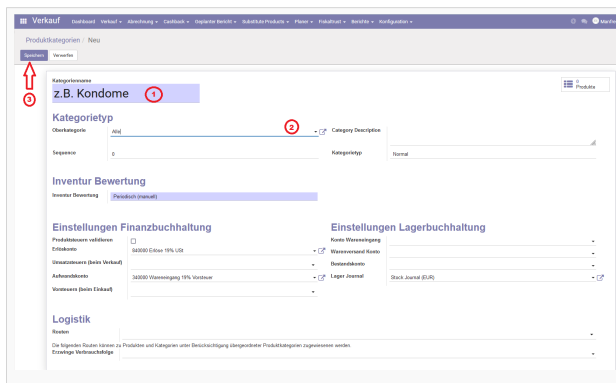 Verkauf Dashboard Verkauf Abrechnung Cashback Geplanter Bericht Substitute Products Planer Fiskaltrust Berichte Konfiguration
Produktkategorien / Neu
Speichern Verwerfen
Kategorienname
z.B. Kondome 1
0
Produkte
3
Kategorietyp
Oberkategorie Alle 2 Category Description
Sequence 0 Kategorietyp Normal
Inventur Bewertung
Inventur Bewertung Periodisch (manuell)
Einstellungen Finanzbuchhaltung Einstellungen Lagerbuchhaltung
Produktsteuern validieren Konto Wareneingang
Erlöskonto 840000 Erlöse 19% USt Warenversand Konto
Umsatzsteuern (beim Verkauf) Bestandskonto
Aufwandskonto 340000 Wareneingang 19% Vorsteuer Lager Journal Stock Journal (EUR)
Vorsteuern (beim Einkauf)
Logistik
Routen
Die folgenden Routen können zu Produkten und Kategorien unter Berücksichtigung übergeordneter Produktkategorien zugewiesenen werden.
Erzwinge Verbrauchsfolge